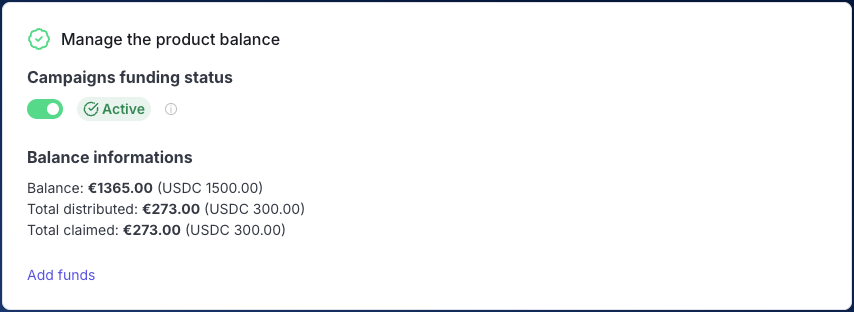 Manage the product balance
Campaigns funding status
Active
Balance informations
Balance: €1365.00 (USDC 1500.00)
Total distributed: €273.00 (USDC 300.00)
Total claimed: €273.00 (USDC 300.00)
Add funds